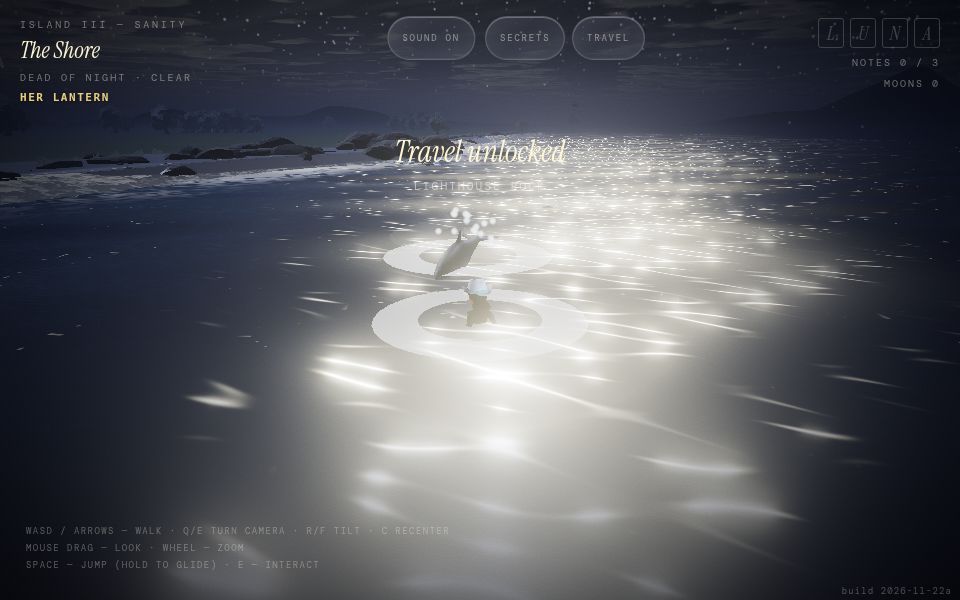 ISLAND III — SANITY
The Shore
DEAD OF NIGHT · CLEAR
HER LANTERN
SOUND ON
SECRETS
TRAVEL
L U N A
NOTES 0 / 3
MOONS 0
Travel unlocked
LIGHTHOUSE
WASD / ARROWS — WALK · Q/E TURN CAMERA · R/F TILT · C RECENTER
MOUSE DRAG — LOOK · WHEEL — ZOOM
SPACE — JUMP (HOLD TO GLIDE) · E — INTERACT
build 2026-11-22a